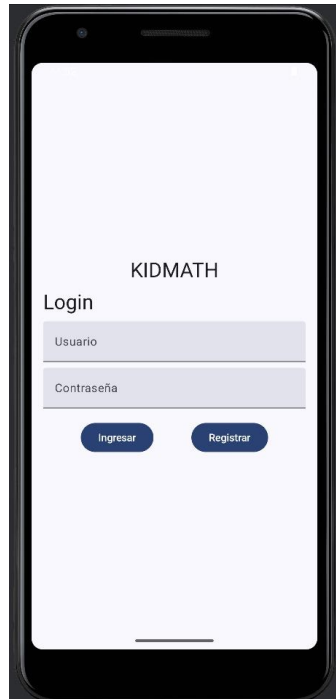 KIDMATH
Login
Usuario
Contraseña
Ingresar Registrar